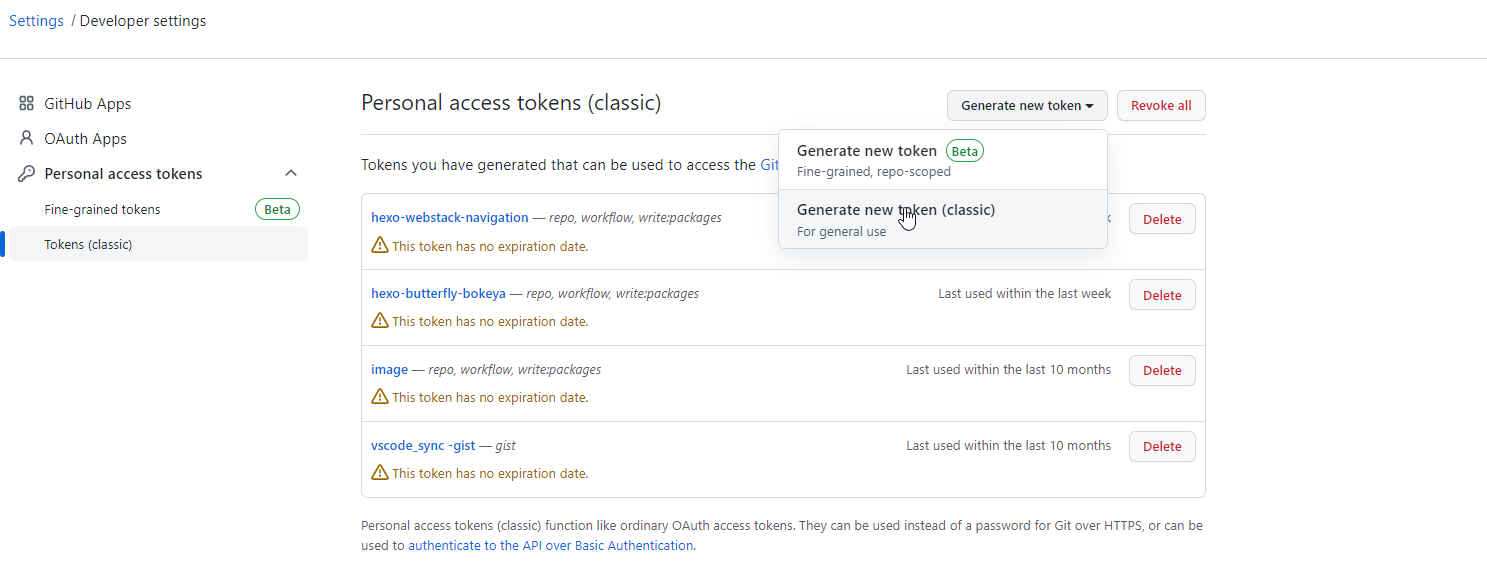 Settings / Developer settings
GitHub Apps
OAuth Apps
Personal access tokens
Fine-grained tokens Beta
Tokens (classic)
Personal access tokens (classic)
Generate new token
Revoke all
Generate new token Beta
Fine-grained, repo-scoped
Generate new token (classic)
For general use
Tokens you have generated that can be used to access the
hexo-webstack-navigation — repo, workflow, write:packages
Delete
This token has no expiration date.
hexo-butterfly-bokeya — repo, workflow, write:packages
Last used within the last week
Delete
This token has no expiration date.
image — repo, workflow, write:packages
Last used within the last 10 months
Delete
This token has no expiration date.
vscode_sync -gist — gist
Last used within the last 10 months
Delete
This token has no expiration date.
Personal access tokens (classic) function like ordinary OAuth access tokens. They can be used instead of a password for Git over HTTPS, or can be
used to authenticate to the API over Basic Authentication.